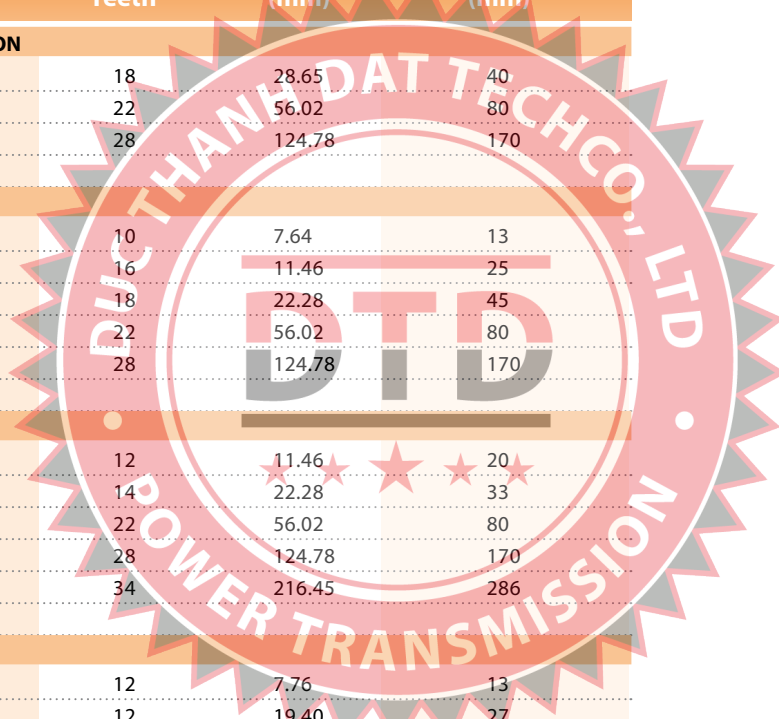 Teeth (mm) (mm)
ON
18 28.65 40
22 56.02 80
28 124.78 170
10 7.64 13
16 11.46 25
18 22.28 45
22 56.02 80
28 124.78 170
12 11.46 20
14 22.28 33
22 56.02 80
28 124.78 170
34 216.45 286
12 7.76 13
12 19.40 27
DUC THANH DAT TECHCO., LTD
DTD
POWER TRANSMISSION